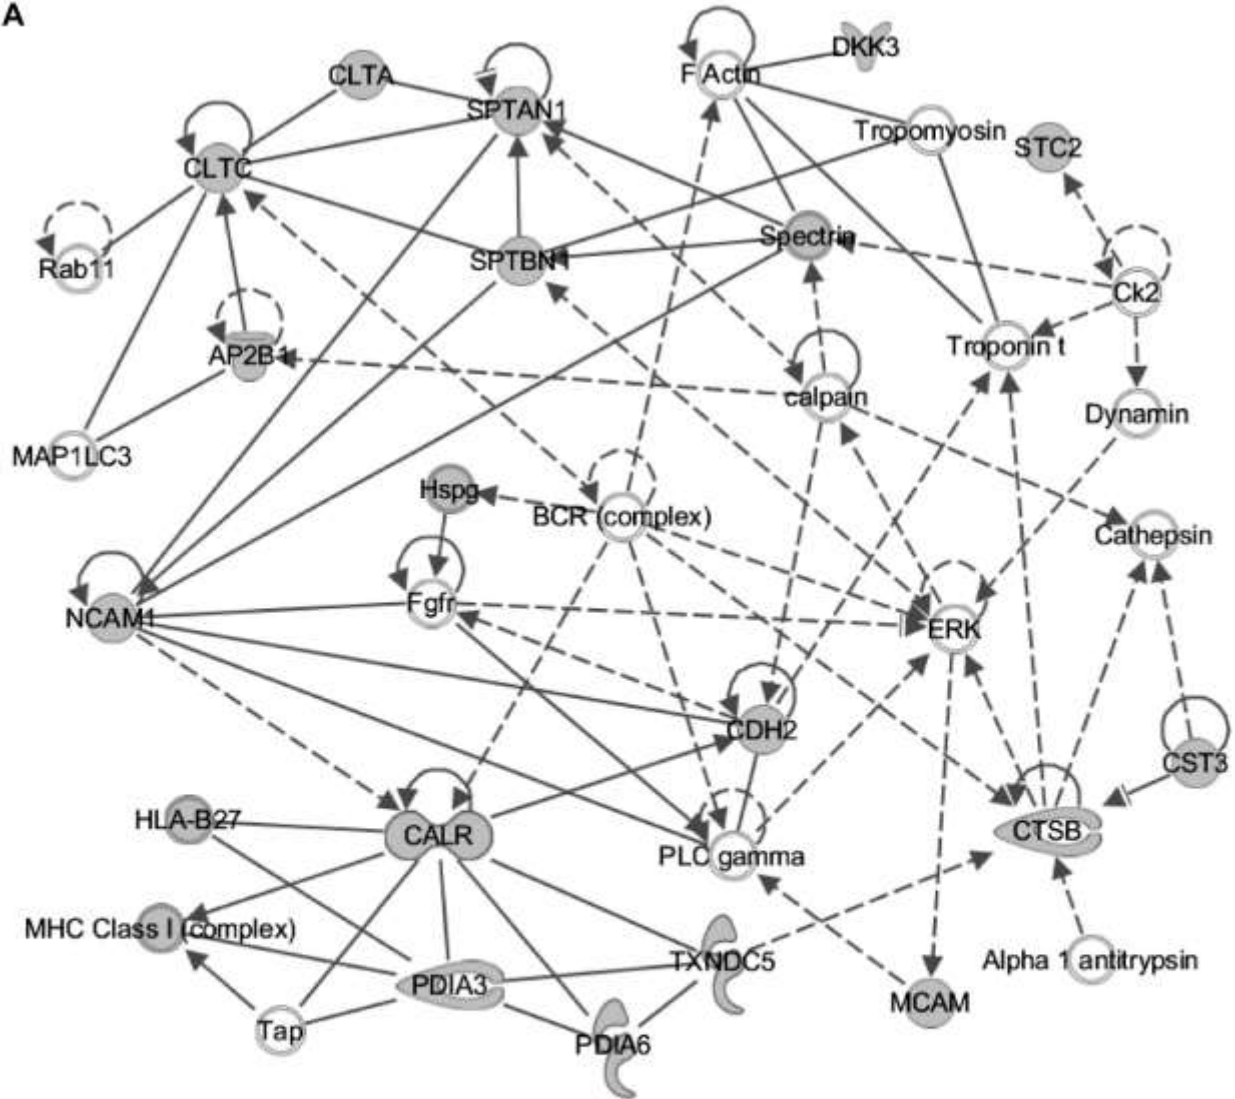 A
DKK3
CLTA
F Actin
SPTAN1
Tropomyosin
STC2
CLTC
Spectrin
Rab11
SPTBN1
Ck2
AP2B1
Troponin t
calpain
Dynamin
MAP1LC3
Hspg
BCR (complex)
Cathepsin
NCAM1
Fgfr
ERK
CDH2
CST3
HLA-B27
CALR
CTSB
PLC gamma
MHC Class I (complex)
TXNDC5
Alpha 1 antitrypsin
PDIA3
MCAM
Tap
PDIA6